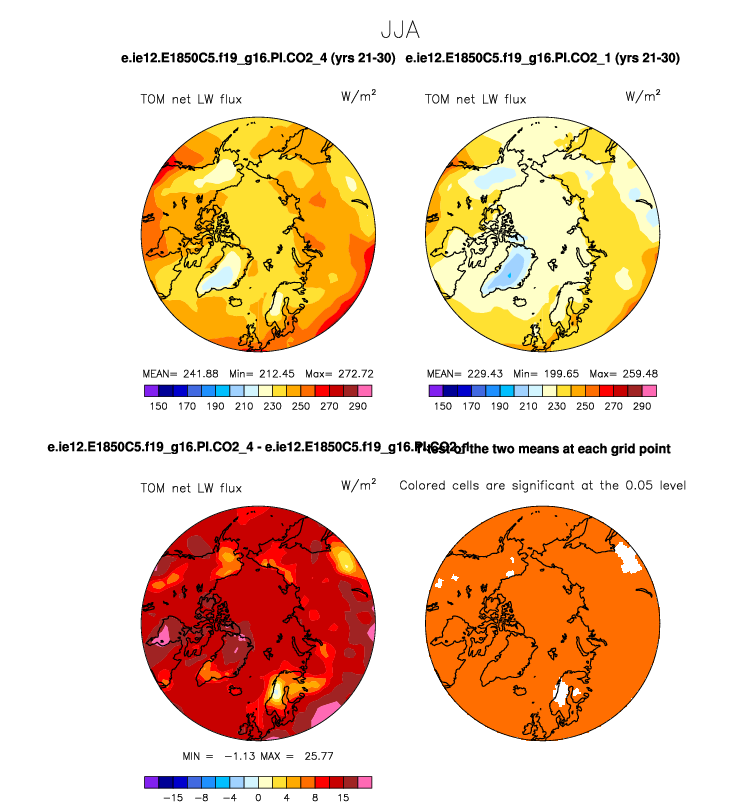 JJA
e.ie12.E1850C5.f19_g16.PI.CO2_4 (yrs 21-30) e.ie12.E1850C5.f19_g16.PI.CO2_1 (yrs 21-30)
TOM net LW flux W/m² TOM net LW flux W/m²
MEAN= 241.88 Min= 212.45 Max= 272.72 MEAN= 229.43 Min= 199.65 Max= 259.48
150 170 190 210 230 250 270 290 150 170 190 210 230 250 270 290
e.ie12.E1850C5.f19_g16.PI.CO2_4 - e.ie12.E1850C5.f19_g16.PI.CO2_1 T-test of the two means at each grid point
TOM net LW flux W/m² Colored cells are significant at the 0.05 level
MIN = -1.13 MAX = 25.77
-15 -8 -4 0 4 8 15